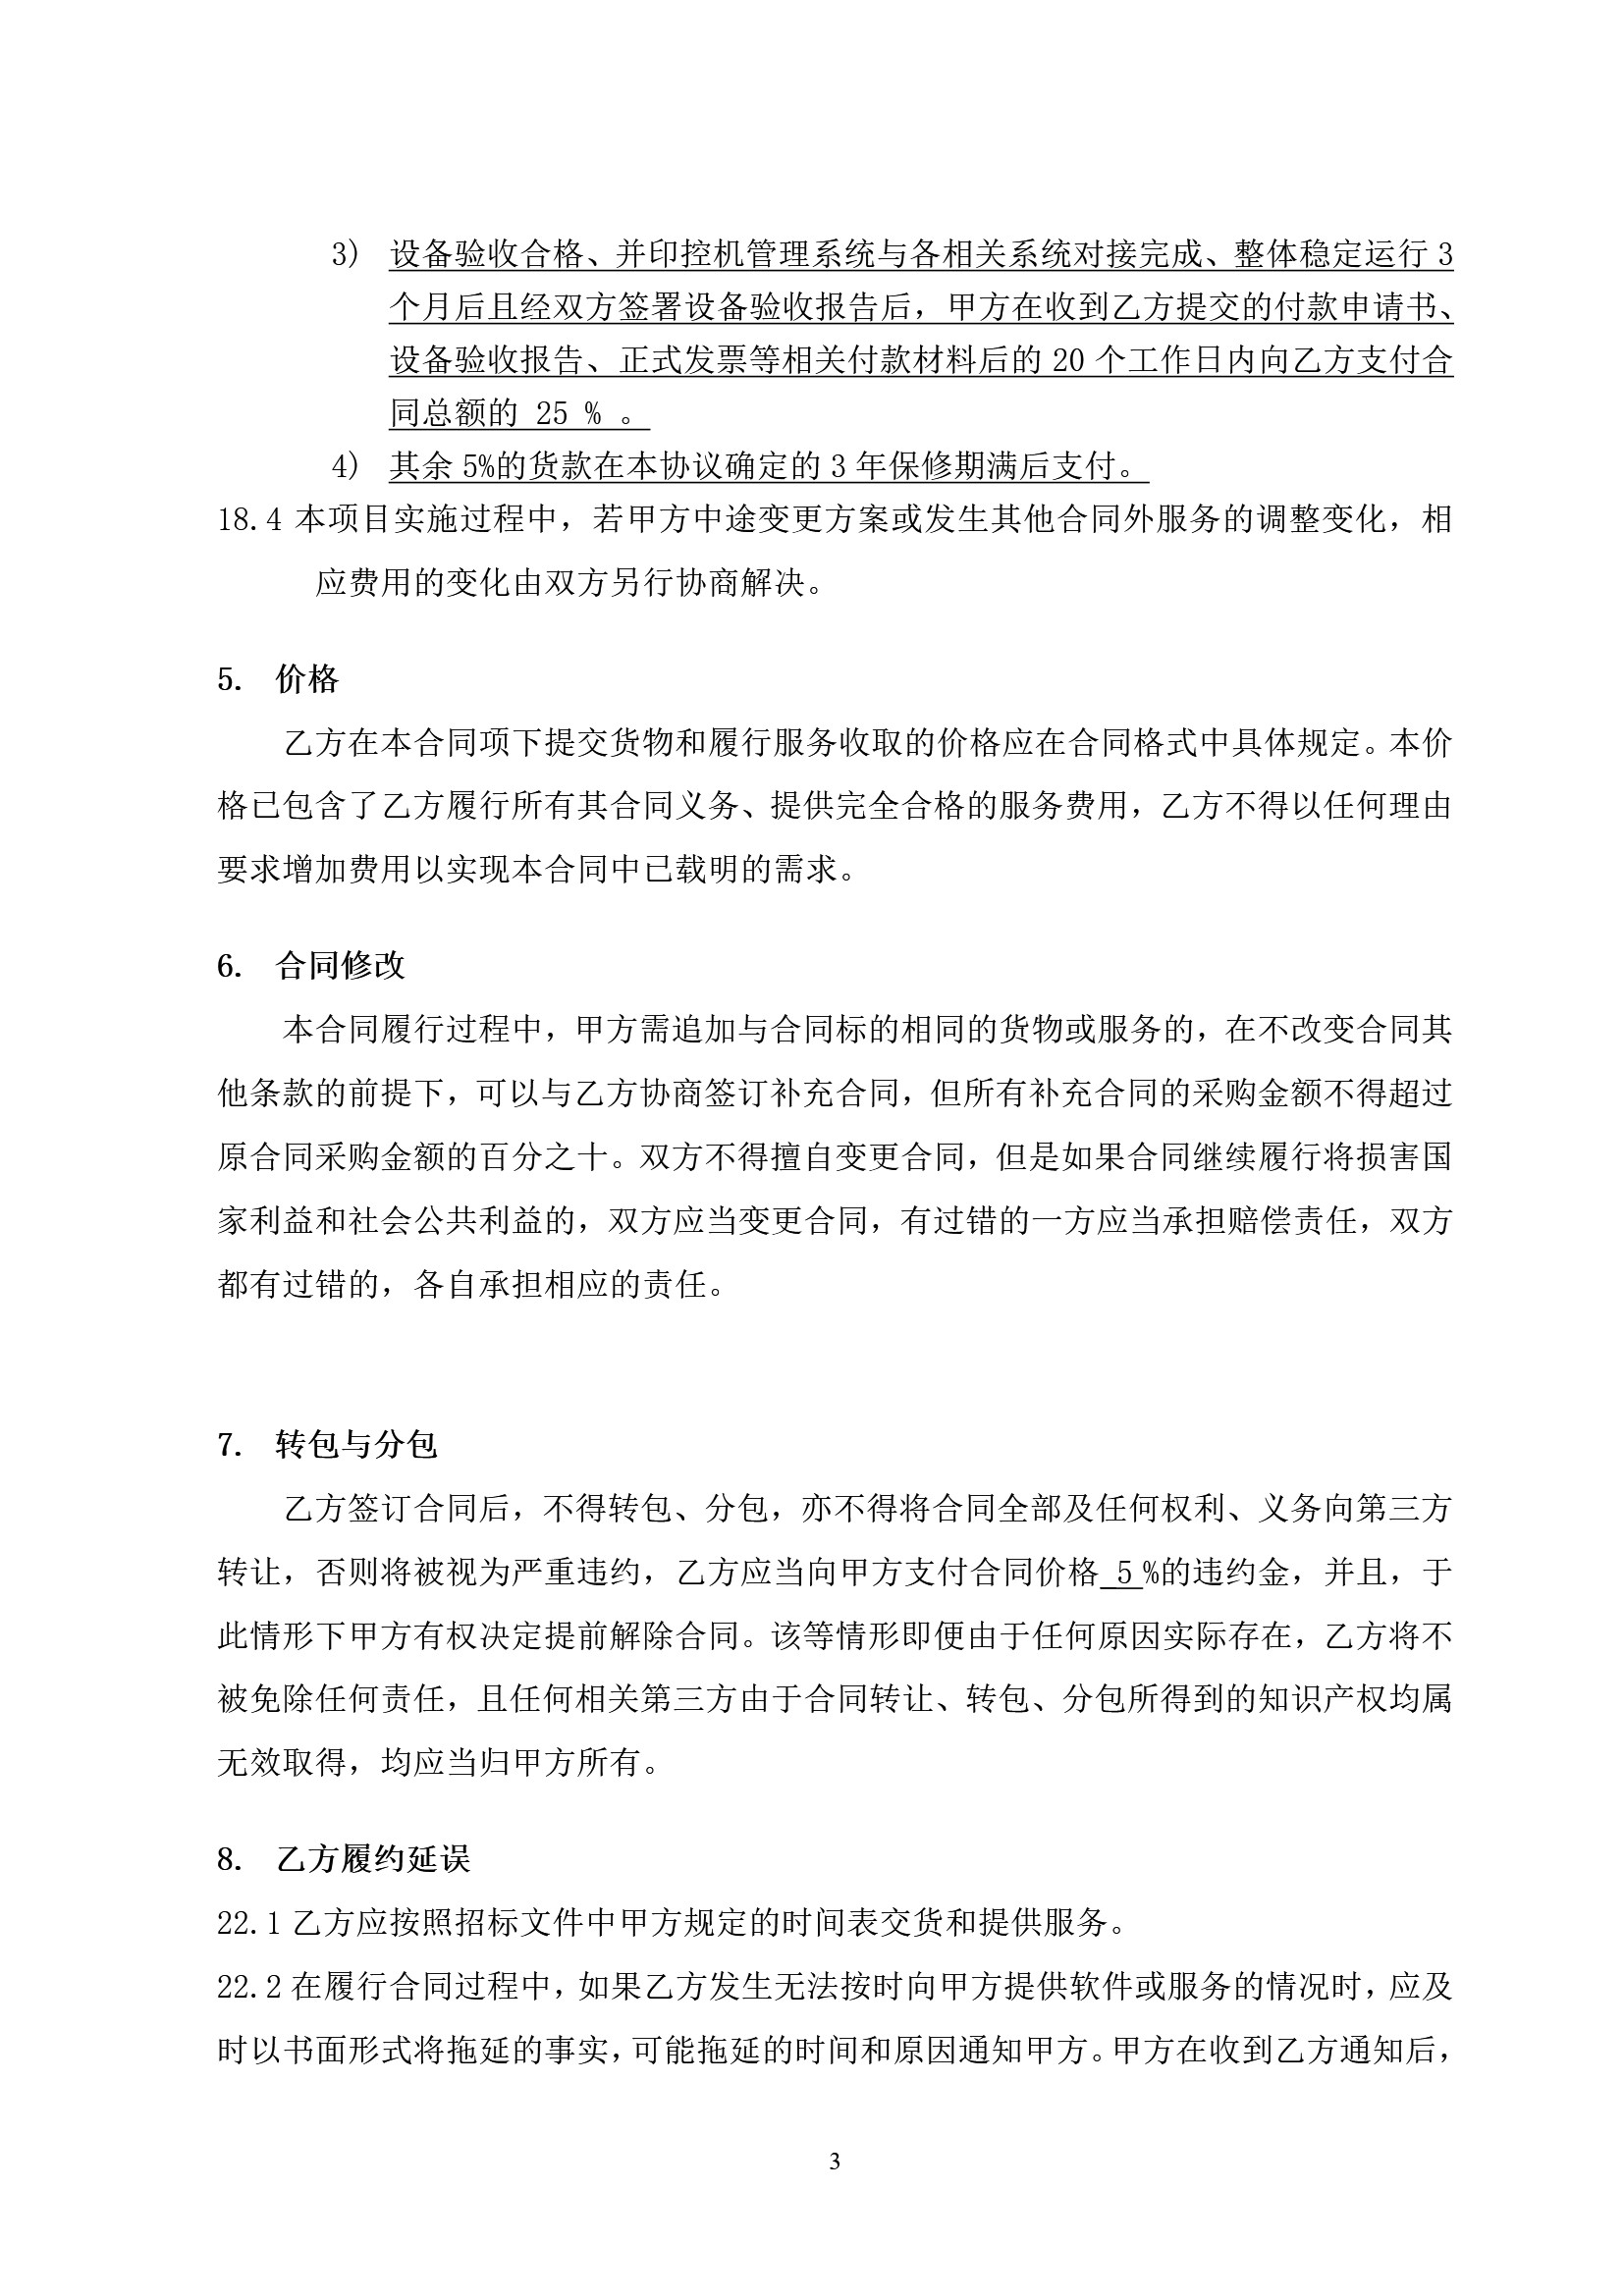 3) 设备验收合格、并印控机管理系统与各相关系统对接完成、整体稳定运行 3
个月后且经双方签署设备验收报告后，甲方在收到乙方提交的付款申请书、
设备验收报告、正式发票等相关付款材料后的 20 个工作日内向乙方支付合
同总额的 25 % 。
4) 其余 5%的货款在本协议确定的 3 年保修期满后支付。
18.4 本项目实施过程中，若甲方中途变更方案或发生其他合同外服务的调整变化，相
应费用的变化由双方另行协商解决。
5. 价格
乙方在本合同项下提交货物和履行服务收取的价格应在合同格式中具体规定。本价
格已包含了乙方履行所有其合同义务、提供完全合格的服务费用，乙方不得以任何理由
要求增加费用以实现本合同中已载明的需求。
6. 合同修改
本合同履行过程中，甲方需追加与合同标的相同的货物或服务的，在不改变合同其
他条款的前提下，可以与乙方协商签订补充合同，但所有补充合同的采购金额不得超过
原合同采购金额的百分之十。双方不得擅自变更合同，但是如果合同继续履行将损害国
家利益和社会公共利益的，双方应当变更合同，有过错的一方应当承担赔偿责任，双方
都有过错的，各自承担相应的责任。
7. 转包与分包
乙方签订合同后，不得转包、分包，亦不得将合同全部及任何权利、义务向第三方
转让，否则将被视为严重违约，乙方应当向甲方支付合同价格 5 %的违约金，并且，于
此情形下甲方有权决定提前解除合同。该等情形即便由于任何原因实际存在，乙方将不
被免除任何责任，且任何相关第三方由于合同转让、转包、分包所得到的知识产权均属
无效取得，均应当归甲方所有。
8. 乙方履约延误
22.1 乙方应按照招标文件中甲方规定的时间表交货和提供服务。
22.2 在履行合同过程中，如果乙方发生无法按时向甲方提供软件或服务的情况时，应及
时以书面形式将拖延的事实，可能拖延的时间和原因通知甲方。甲方在收到乙方通知后，
3